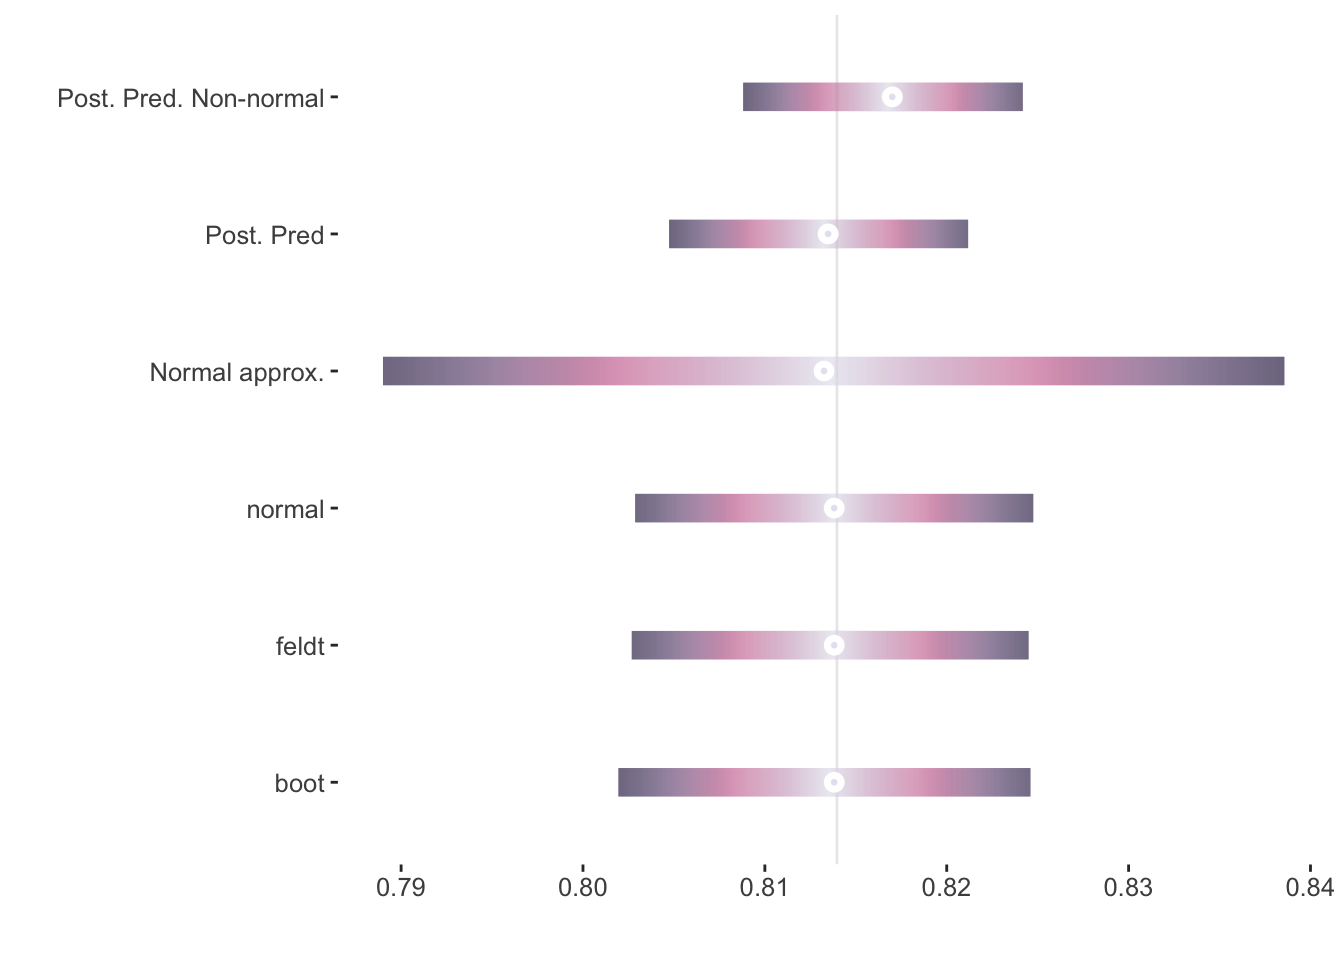 Post. Pred. Non-normal
Post. Pred
Normal approx.
normal
feldt
boot
0.79 0.80 0.81 0.82 0.83 0.84